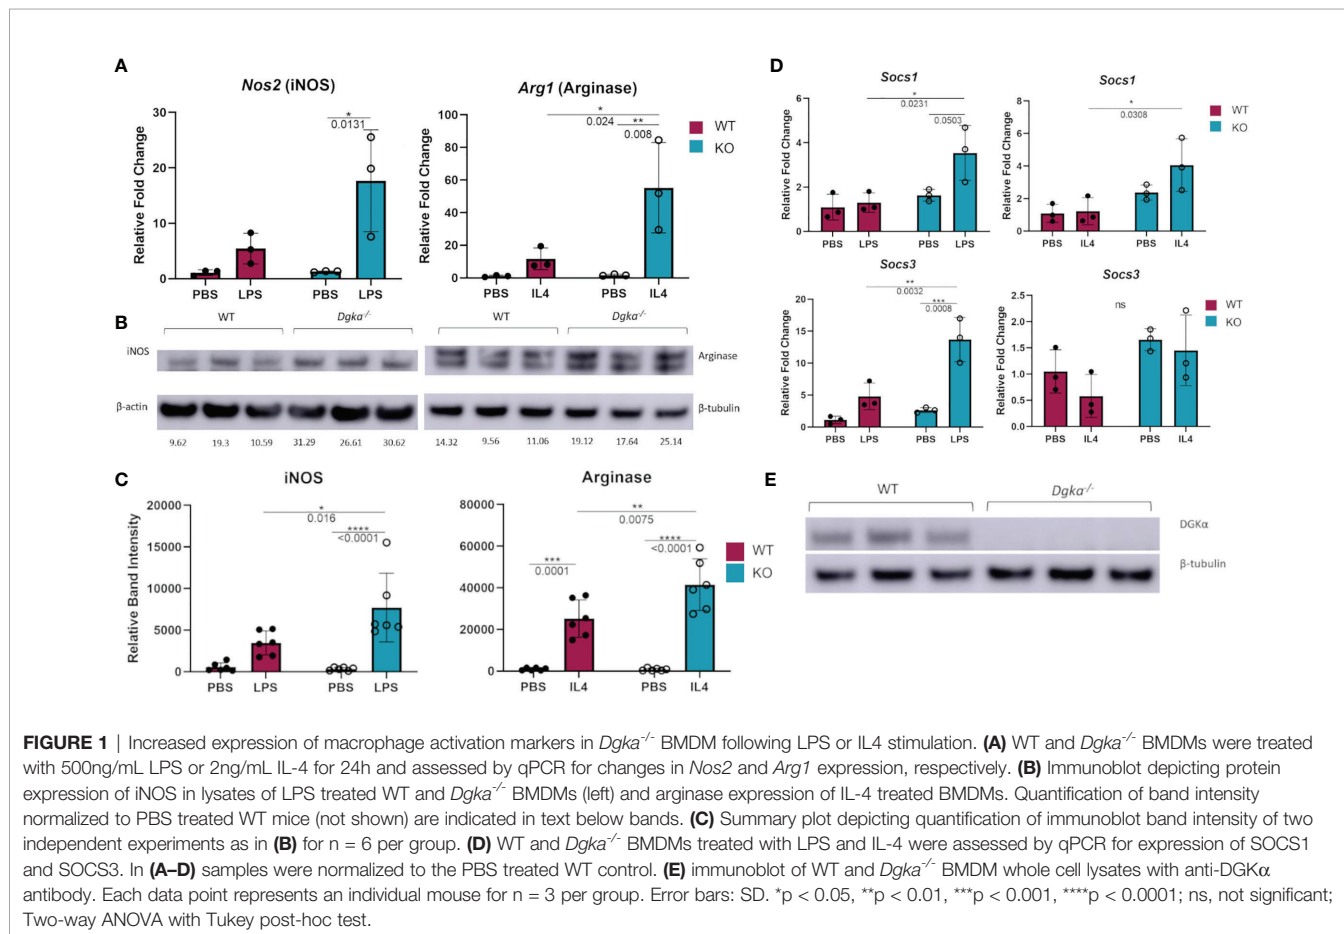 A
Nos2 (iNOS)
Relative Fold Change
30
20
10
0
*
0.0131
PBS LPS PBS LPS
Arg1 (Arginase)
Relative Fold Change
100
80
60
40
20
0
*
0.024
**
0.008
PBS IL4 PBS IL4
WT
KO
B
WT Dgka-/- WT Dgka-/-
iNOS Arginase
β-actin β-tubulin
9.62 19.3 10.59 31.29 26.61 30.62 14.32 9.56 11.06 19.12 17.64 25.14
C
iNOS
Relative Band Intensity
20000
15000
10000
5000
0
*
0.016
****
<0.0001
PBS LPS PBS LPS
Arginase
80000
60000
40000
20000
0
**
0.0075
***
0.0001
****
<0.0001
PBS IL4 PBS IL4
WT
KO
D
Socs1
Relative Fold Change
6
4
2
0
*
0.0231
0.0503
PBS LPS PBS LPS
Socs1
Relative Fold Change
8
6
4
2
0
*
0.0308
PBS IL4 PBS IL4
WT
KO
Socs3
Relative Fold Change
20
15
10
5
0
**
0.0032
***
0.0008
PBS LPS PBS LPS
Socs3
Relative Fold Change
2.5
2.0
1.5
1.0
0.5
0.0
ns
PBS IL4 PBS IL4
WT
KO
E
WT Dgka-/-
DGKα
β-tubulin
FIGURE 1 | Increased expression of macrophage activation markers in Dgka-/- BMDM following LPS or IL4 stimulation. (A) WT and Dgka-/- BMDMs were treated
with 500ng/mL LPS or 2ng/mL IL-4 for 24h and assessed by qPCR for changes in Nos2 and Arg1 expression, respectively. (B) Immunoblot depicting protein
expression of iNOS in lysates of LPS treated WT and Dgka-/- BMDMs (left) and arginase expression of IL-4 treated BMDMs. Quantification of band intensity
normalized to PBS treated WT mice (not shown) are indicated in text below bands. (C) Summary plot depicting quantification of immunoblot band intensity of two
independent experiments as in (B) for n = 6 per group. (D) WT and Dgka-/- BMDMs treated with LPS and IL-4 were assessed by qPCR for expression of SOCS1
and SOCS3. In (A–D) samples were normalized to the PBS treated WT control. (E) immunoblot of WT and Dgka-/- BMDM whole cell lysates with anti-DGKα
antibody. Each data point represents an individual mouse for n = 3 per group. Error bars: SD. *p < 0.05, **p < 0.01, ***p < 0.001, ****p < 0.0001; ns, not significant;
Two-way ANOVA with Tukey post-hoc test.